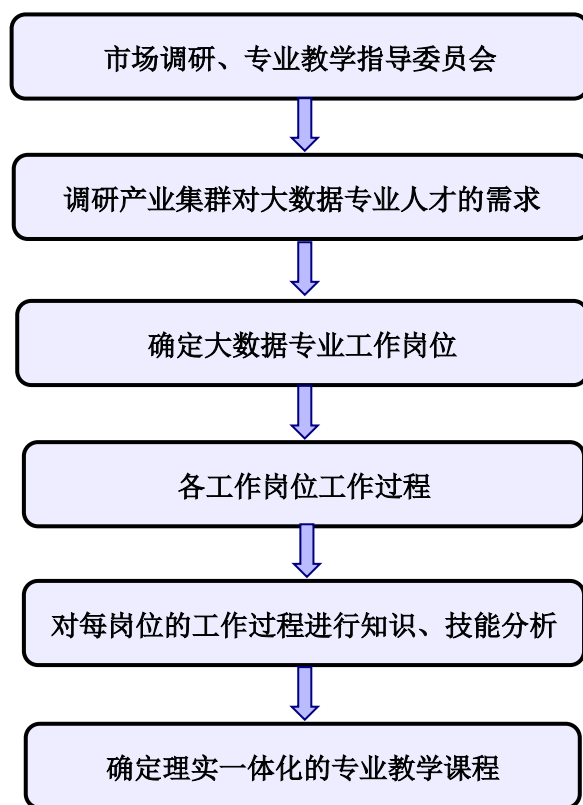 市场调研、专业教学指导委员会
调研产业集群对大数据专业人才的需求
确定大数据专业工作岗位
各工作岗位工作过程
对每岗位的工作过程进行知识、技能分析
确定理实一体化的专业教学课程